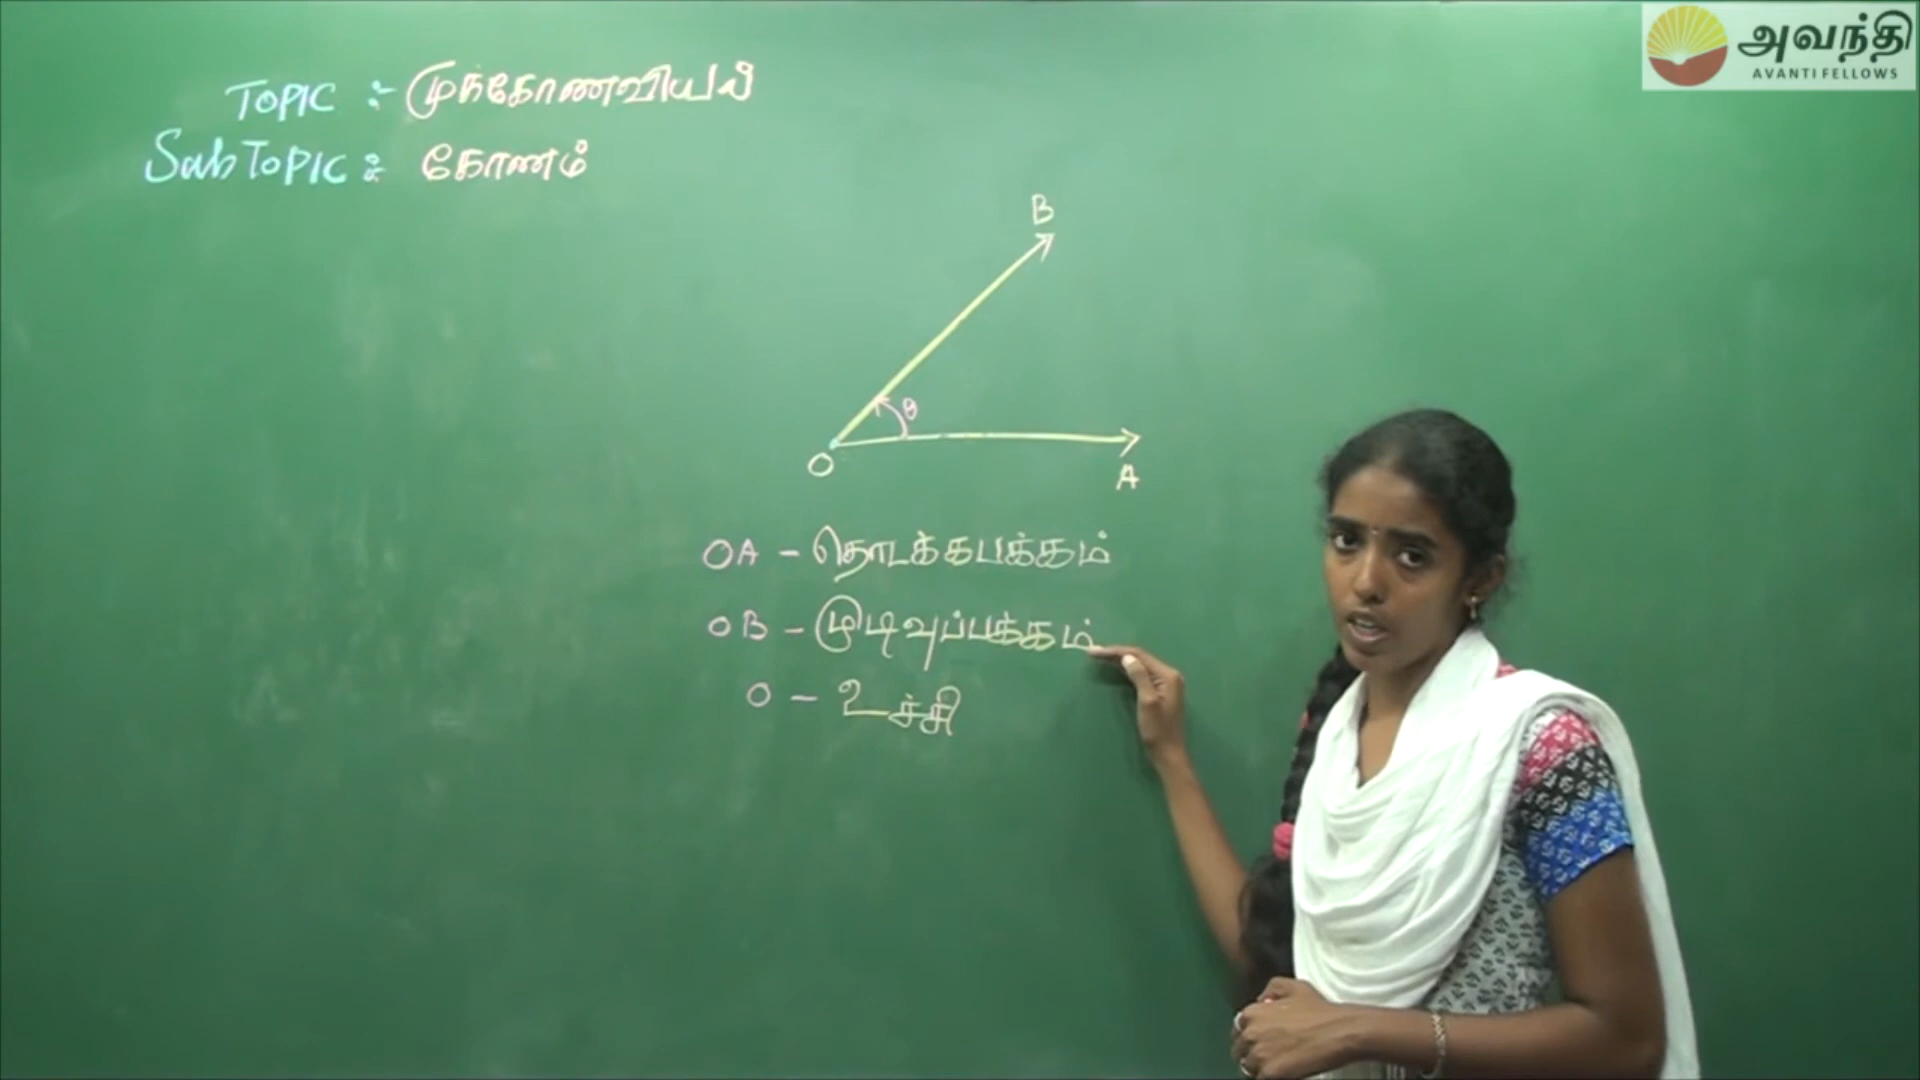 அவந்தி
AVANTI FELLOWS
TOPIC :- முக்கோணவியல்
SubTOPIC : கோணம்
B
θ
O
A
OA - தொடக்கபக்கம்
OB - முடிவுப்பக்கம்
O - உச்சி